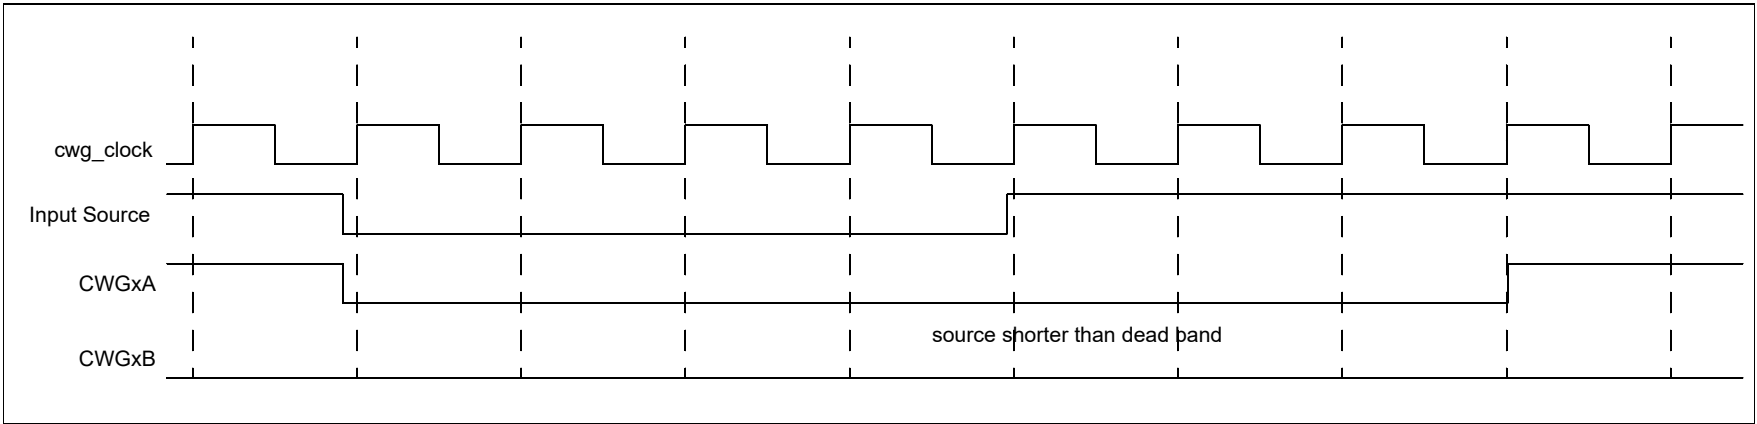 cwg_clock
Input Source
CWGxA
source shorter than dead band
CWGxB